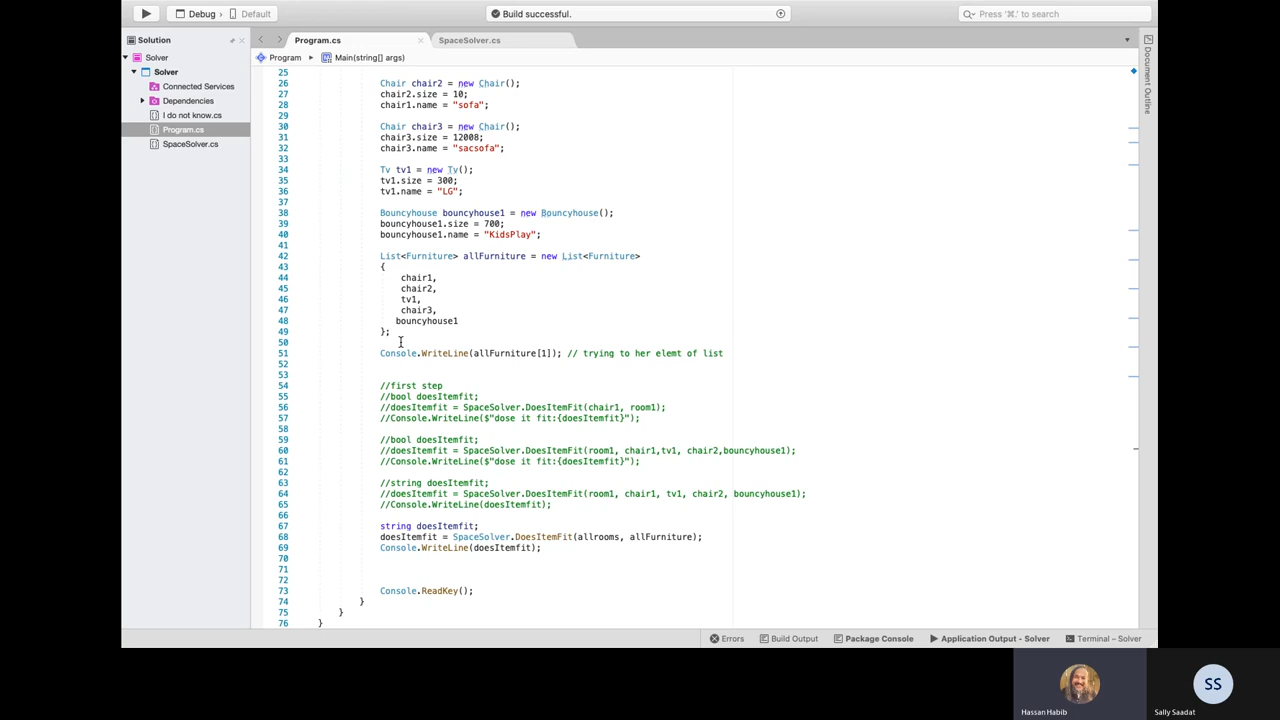 Debug
Default
Build successful.
Press '⌘.' to search
Solution
Program.cs
SpaceSolver.cs
Solver
Program
Main(string[] args)
Solver
Connected Services
Dependencies
I do not know.cs
Program.cs
SpaceSolver.cs
Document Outline
25
26 Chair chair2 = new Chair();
27 chair2.size = 10;
28 chair1.name = "sofa";
29
30 Chair chair3 = new Chair();
31 chair3.size = 12008;
32 chair3.name = "sacsofa";
33
34 Tv tv1 = new Tv();
35 tv1.size = 300;
36 tv1.name = "LG";
37
38 Bouncyhouse bouncyhouse1 = new Bouncyhouse();
39 bouncyhouse1.size = 700;
40 bouncyhouse1.name = "KidsPlay";
41
42 List<Furniture> allFurniture = new List<Furniture>
43 {
44 chair1,
45 chair2,
46 tv1,
47 chair3,
48 bouncyhouse1
49 };
50
51 Console.WriteLine(allFurniture[1]); // trying to her elemt of list
52
53
54 //first step
55 //bool doesItemfit;
56 //doesItemfit = SpaceSolver.DoesItemFit(chair1, room1);
57 //Console.WriteLine($"dose it fit:{doesItemfit}");
58
59 //bool doesItemfit;
60 //doesItemfit = SpaceSolver.DoesItemFit(room1, chair1,tv1, chair2,bouncyhouse1);
61 //Console.WriteLine($"dose it fit:{doesItemfit}");
62
63 //string doesItemfit;
64 //doesItemfit = SpaceSolver.DoesItemFit(room1, chair1, tv1, chair2, bouncyhouse1);
65 //Console.WriteLine(doesItemfit);
66
67 string doesItemfit;
68 doesItemfit = SpaceSolver.DoesItemFit(allrooms, allFurniture);
69 Console.WriteLine(doesItemfit);
70
71
72
73 Console.ReadKey();
74 }
75 }
76 }
Errors
Build Output
Package Console
Application Output - Solver
Terminal – Solver
SS
Hassan Habib
Sally Saadat